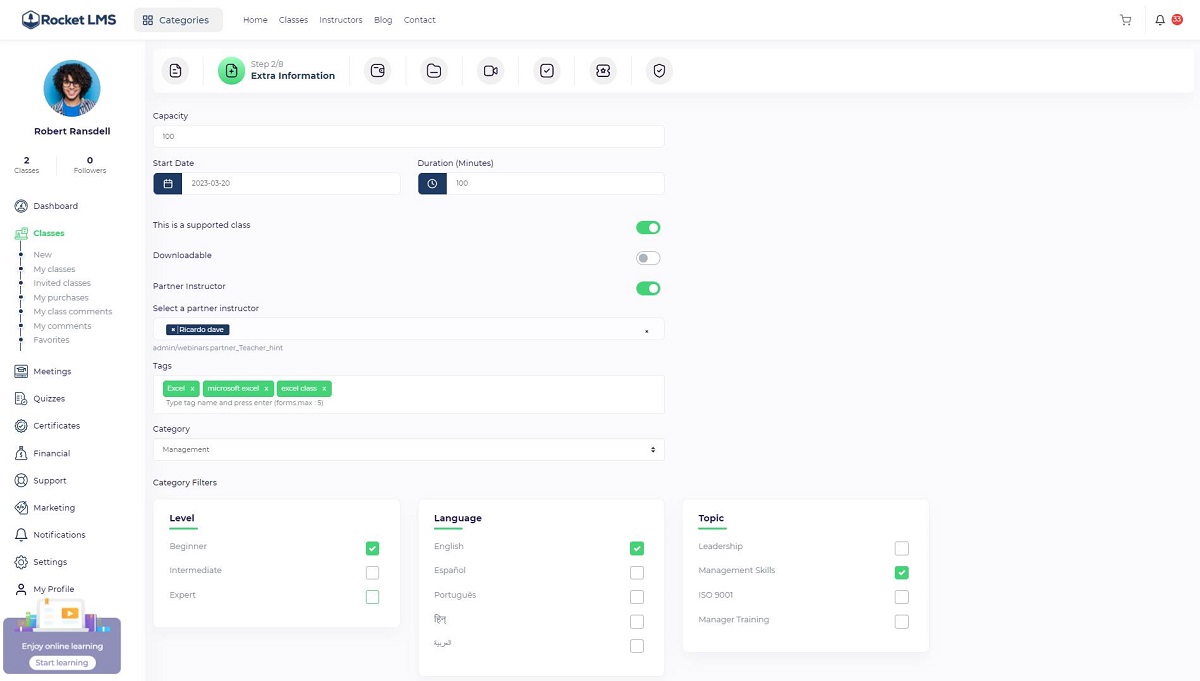 Rocket LMS
Categories
Home
Classes
Instructors
Blog
Contact
33
Robert Ransdell
2
Classes
0
Followers
Dashboard
Classes
New
My classes
Invited classes
My purchases
My class comments
My comments
Favorites
Meetings
Quizzes
Certificates
Financial
Support
Marketing
Notifications
Settings
My Profile
Enjoy online learning
Start learning
Step 2/8
Extra Information
Capacity
100
Start Date
2023-03-20
Duration (Minutes)
100
This is a supported class
Downloadable
Partner Instructor
Select a partner instructor
× Ricardo dave ×
admin/webinars.partner_Teacher_hint
Tags
Excel x microsoft excel x excel class x
Type tag name and press enter (forms.max : 5)
Category
Management
Category Filters
Level
Beginner
Intermediate
Expert
Language
English
Español
Português
हिन्
العربية
Topic
Leadership
Management Skills
ISO 9001
Manager Training